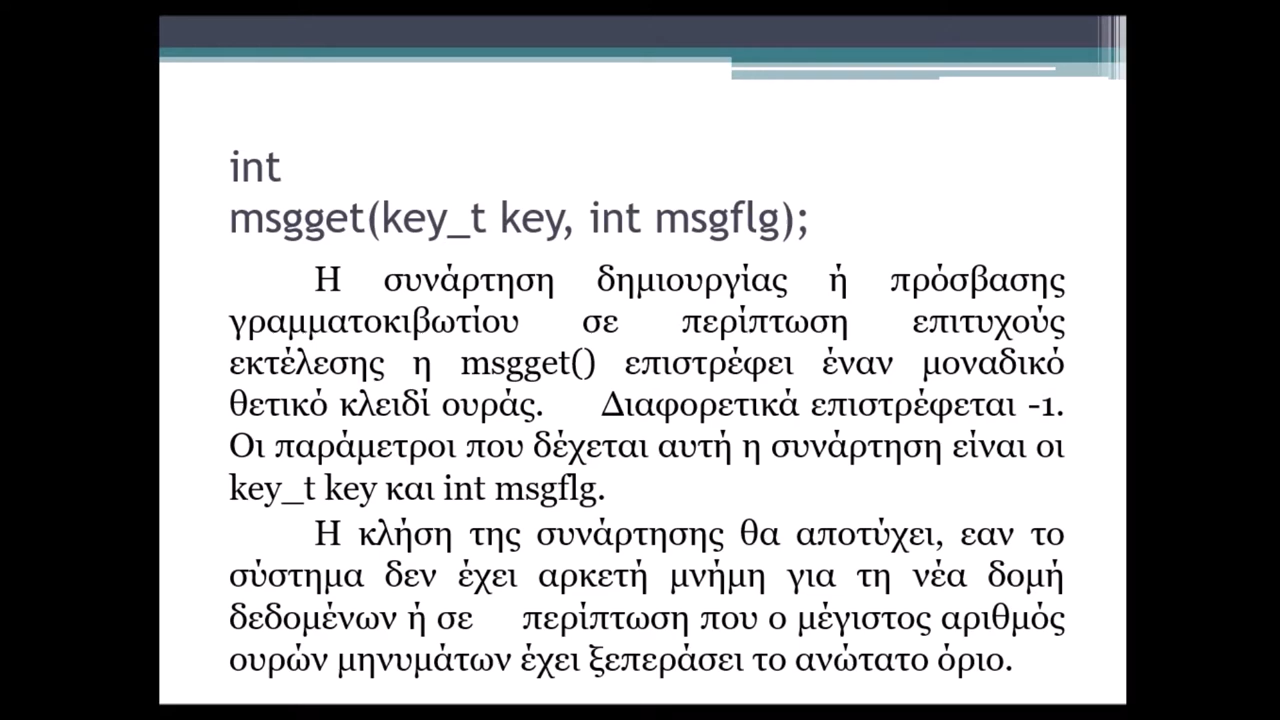 int
msgget(key_t key, int msgflg);
Η συνάρτηση δημιουργίας ή πρόσβασης
γραμματοκιβωτίου σε περίπτωση επιτυχούς
εκτέλεσης η msgget() επιστρέφει έναν μοναδικό
θετικό κλειδί ουράς. Διαφορετικά επιστρέφεται -1.
Οι παράμετροι που δέχεται αυτή η συνάρτηση είναι οι
key_t key και int msgflg.
Η κλήση της συνάρτησης θα αποτύχει, εαν το
σύστημα δεν έχει αρκετή μνήμη για τη νέα δομή
δεδομένων ή σε περίπτωση που ο μέγιστος αριθμός
ουρών μηνυμάτων έχει ξεπεράσει το ανώτατο όριο.